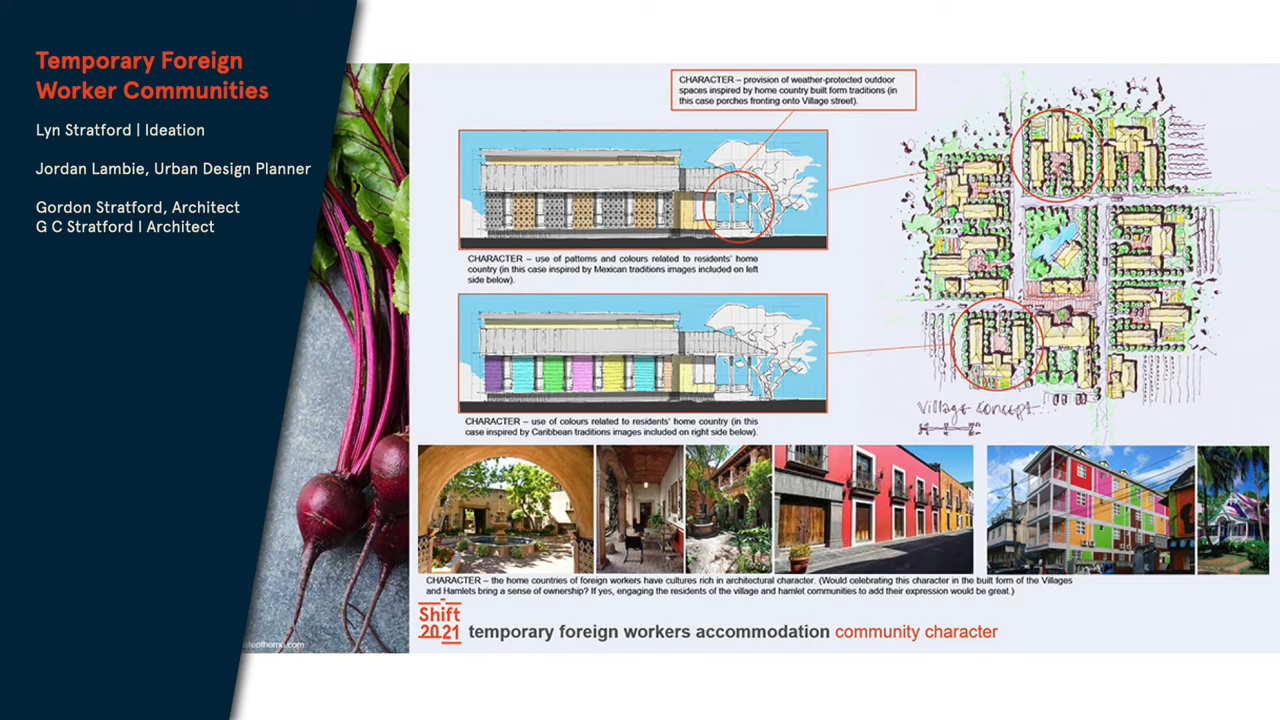 Temporary Foreign
Worker Communities
Lyn Stratford | Ideation
Jordan Lambie, Urban Design Planner
Gordon Stratford, Architect
G C Stratford | Architect
CHARACTER – provision of weather-protected outdoor
spaces inspired by home country built form traditions (in
this case porches fronting onto Village street).
CHARACTER – use of patterns and colours related to residents' home
country (in this case inspired by Mexican traditions images included on left
side below).
CHARACTER – use of colours related to residents' home country (in this
case inspired by Caribbean traditions images included on right side below).
Village Concept
CHARACTER – the home countries of foreign workers have cultures rich in architectural character. (Would celebrating this character in the built form of the Villages
and Hamlets bring a sense of ownership? If yes, engaging the residents of the village and hamlet communities to add their expression would be great.)
Shift
2021
temporary foreign workers accommodation community character